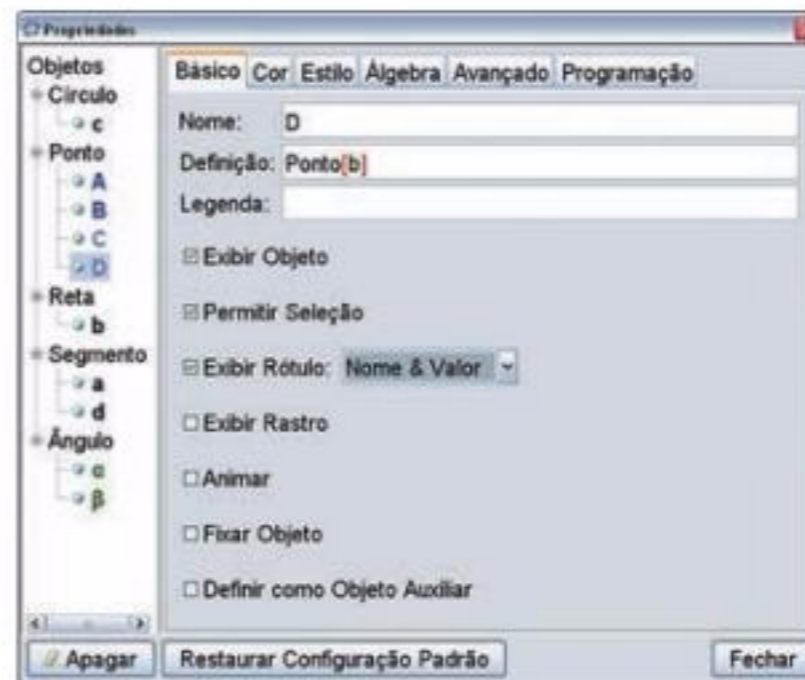 Propriedades
Objetos
Círculo
c
Ponto
A
B
C
D
Reta
b
Segmento
a
d
Ângulo
α
β
Básico Cor Estilo Álgebra Avançado Programação
Nome: D
Definição: Ponto[b]
Legenda:
Exibir Objeto
Permitir Seleção
Exibir Rótulo: Nome & Valor
Exibir Rastro
Animar
Fixar Objeto
Definir como Objeto Auxiliar
Apagar
Restaurar Configuração Padrão
Fechar